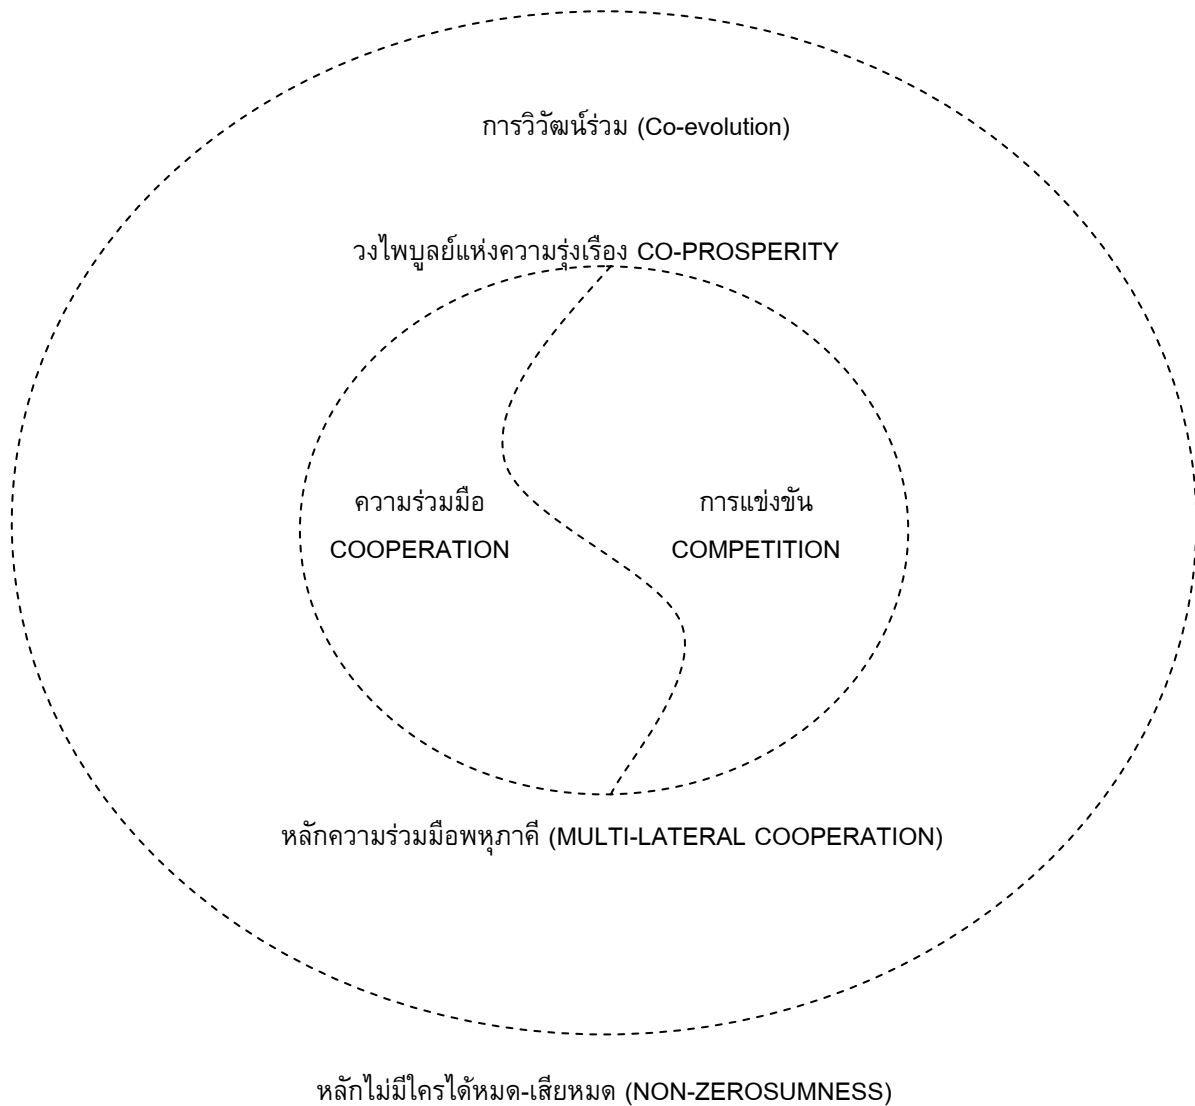 การวิวัฒน์ร่วม (Co-evolution)
วงไพบูลย์แห่งความรุ่งเรือง CO-PROSPERITY
ความร่วมมือ
COOPERATION
การแข่งขัน
COMPETITION
หลักความร่วมมือพหุภาคี (MULTI-LATERAL COOPERATION)
หลักไม่มีใครได้หมด-เสียหมด (NON-ZEROSUMNESS)